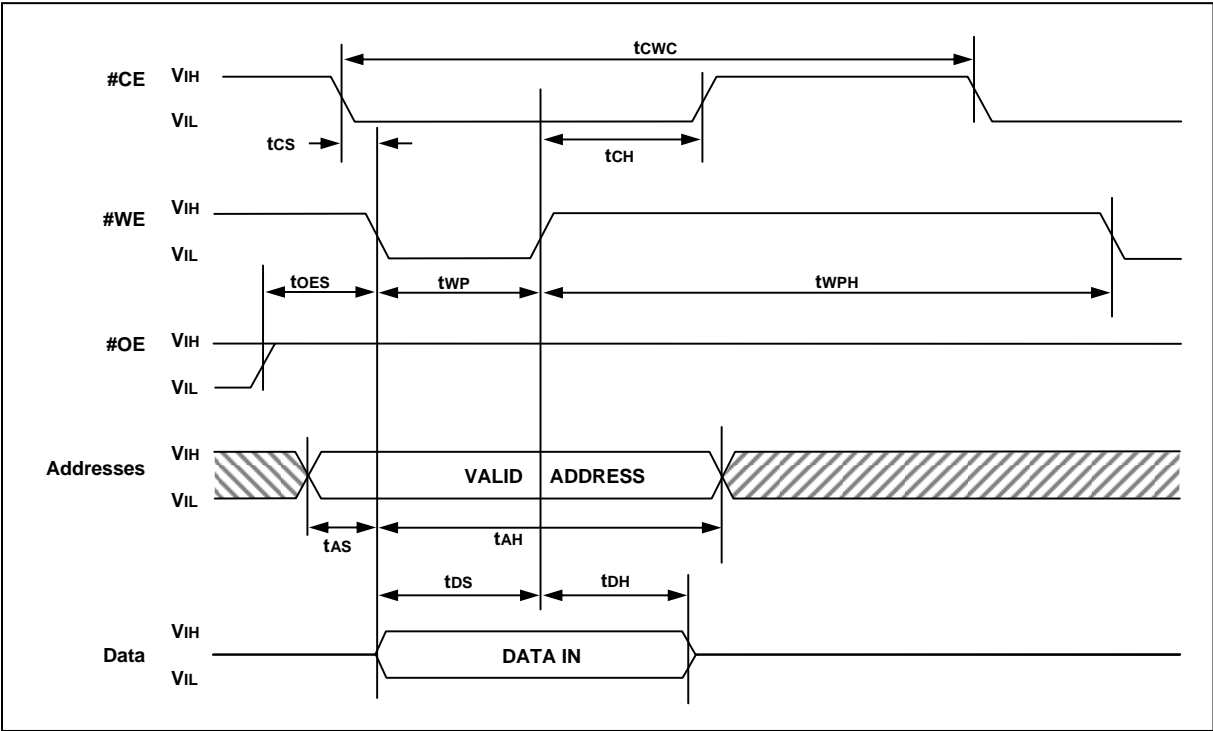 tCWC
#CE VIH
VIL
tCS
tCH
#WE VIH
VIL
tOES tWP tWPH
#OE VIH
VIL
Addresses VIH
VALID ADDRESS
VIL
tAS tAH
tDS tDH
VIH
Data DATA IN
VIL